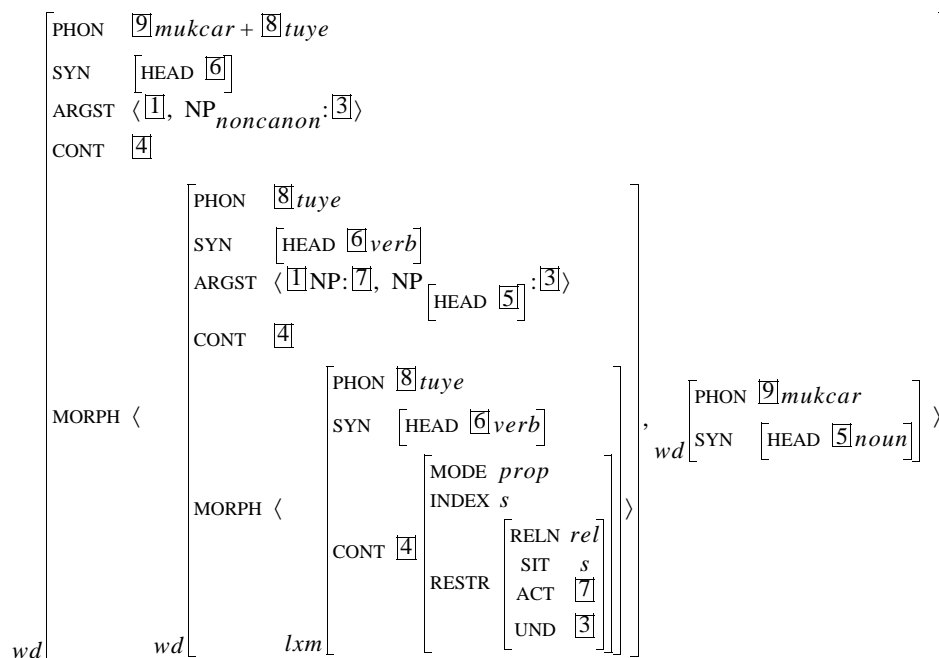 PHON 9 mukcar + 8 tuye
SYN [HEAD 6]
ARGST ⟨ 1, NP noncanon : 3 ⟩
CONT 4
PHON 8 tuye
SYN [HEAD 6 verb]
ARGST ⟨ 1 NP: 7, NP [HEAD 5] : 3 ⟩
CONT 4
MORPH ⟨
MORPH ⟨
PHON 8 tuye
SYN [HEAD 6 verb]
CONT 4
MODE prop
INDEX s
RESTR
RELN rel
SIT s
ACT 7
UND 3
⟩
lxm
wd
,
PHON 9 mukcar
SYN [HEAD 5 noun]
wd
⟩
wd